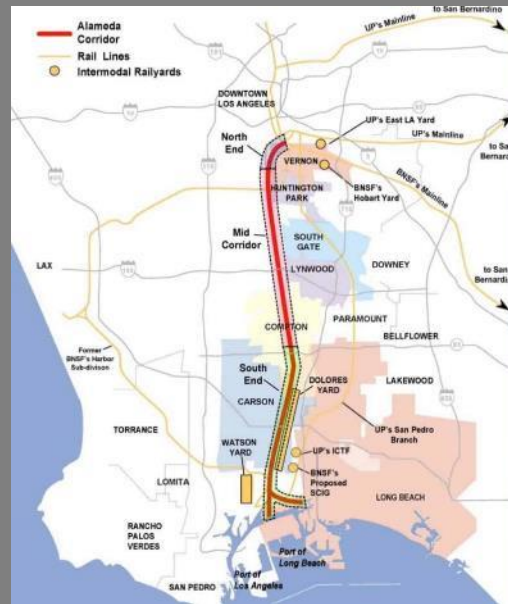 Alameda
Corridor
Rail Lines
Intermodal Railyards
to San Bernardino
DOWNTOWN
LOS ANGELES
UP's East LA Yard
UP's Mainline
North
End
VERNON
UP's Mainline
to San
Bernardino
HUNTINGTON
PARK
BNSF's
Hobart Yard
BNSF's Mainline
Mid
Corridor
SOUTH
GATE
LAX
LYNWOOD
DOWNEY
to San
Bernardino
COMPTON
PARAMOUNT
BELLFLOWER
Former
BNSF's Harbor
Sub-divison
South
End
DOLORES
YARD
LAKEWOOD
CARSON
TORRANCE
WATSON
YARD
UP's San Pedro
Branch
UP's ICTF
LOMITA
BNSF's
Proposed
SCIG
LONG BEACH
RANCHO
PALOS
VERDES
Port of
Long Beach
SAN PEDRO
Port of
Los Angeles